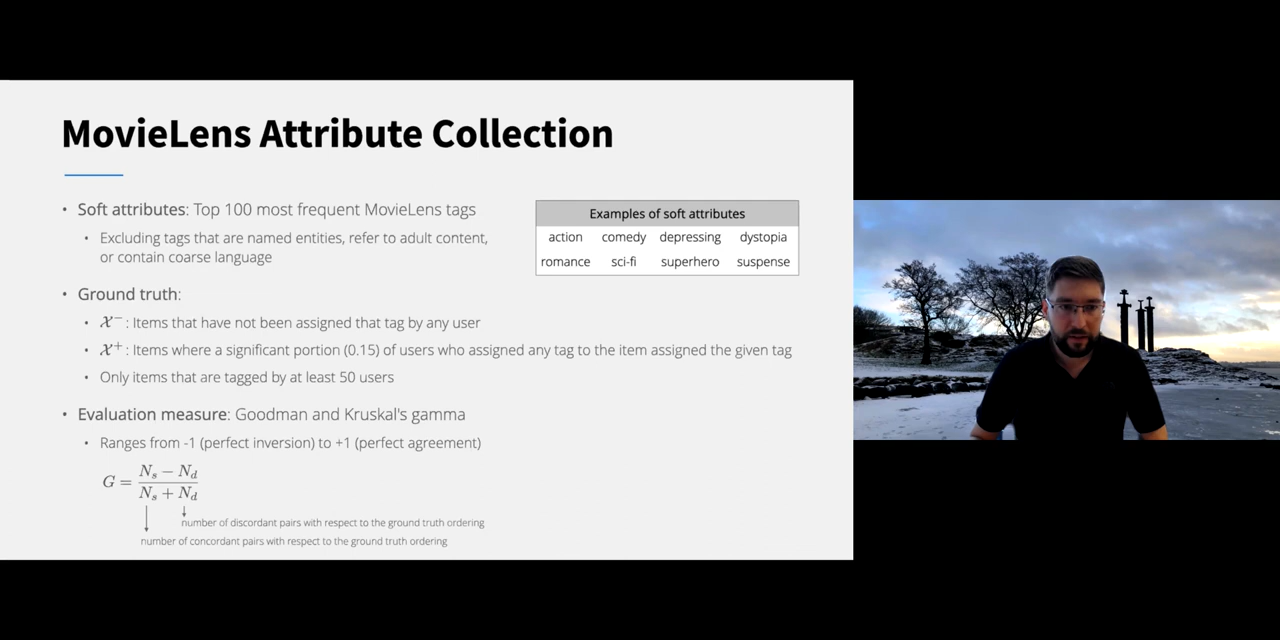 MovieLens Attribute Collection
• Soft attributes: Top 100 most frequent MovieLens tags
• Excluding tags that are named entities, refer to adult content,
or contain coarse language
Examples of soft attributes
action comedy depressing dystopia
romance sci-fi superhero suspense
• Ground truth:
• 𝒳⁻: Items that have not been assigned that tag by any user
• 𝒳⁺: Items where a significant portion (0.15) of users who assigned any tag to the item assigned the given tag
• Only items that are tagged by at least 50 users
• Evaluation measure: Goodman and Kruskal's gamma
• Ranges from -1 (perfect inversion) to +1 (perfect agreement)
G = (N_s − N_d) / (N_s + N_d)
number of discordant pairs with respect to the ground truth ordering
number of concordant pairs with respect to the ground truth ordering